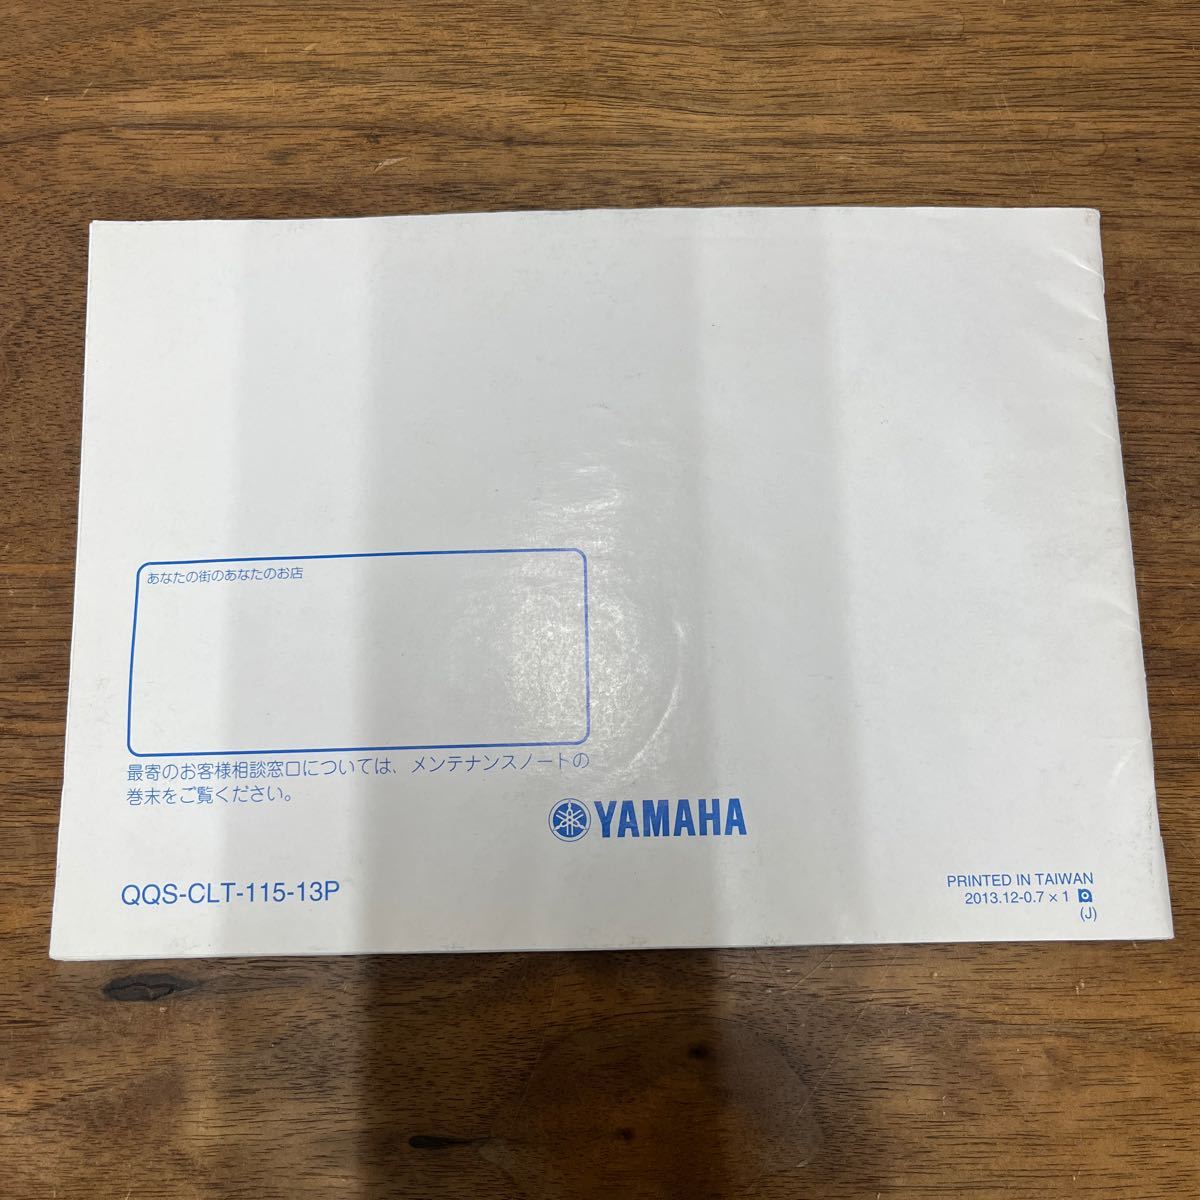 あなたの街のあなたのお店
最寄のお客様相談窓口については、メンテナンスノートの
巻末をご覧ください。
YAMAHA
QQS-CLT-115-13P
PRINTED IN TAIWAN
2013.12-0.7×1
(J)